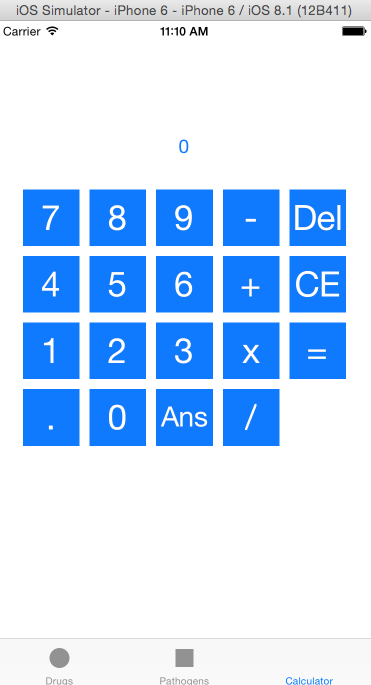 iOS Simulator - iPhone 6 - iPhone 6 / iOS 8.1 (12B411)
Carrier 11:10 AM
0
7 8 9 - Del
4 5 6 + CE
1 2 3 x =
. 0 Ans /
Drugs Pathogens Calculator